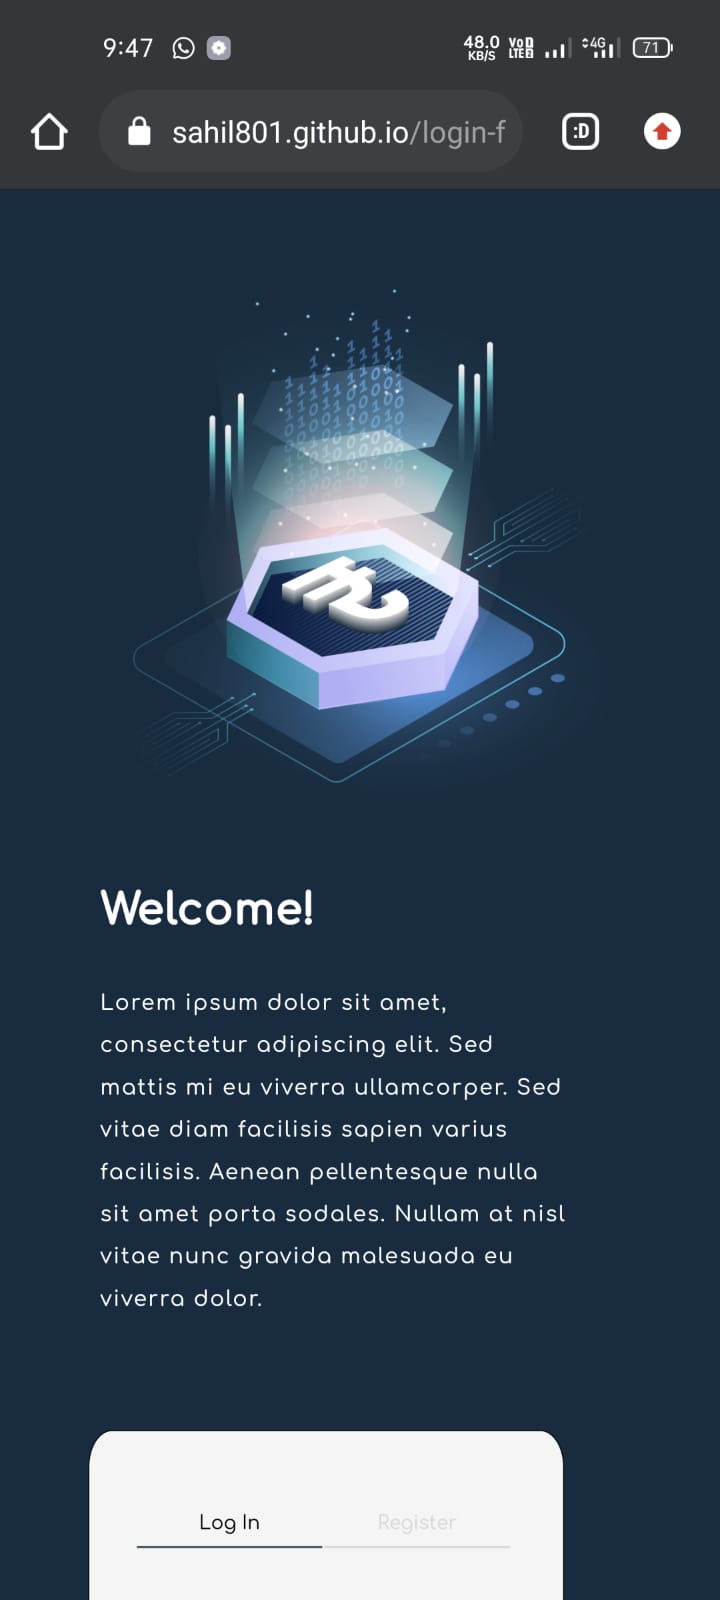 9:47
48.0 KB/S
Vo D LTE 2
4G
71
sahil801.github.io/login-f
:D
Welcome!
Lorem ipsum dolor sit amet,
consectetur adipiscing elit. Sed
mattis mi eu viverra ullamcorper. Sed
vitae diam facilisis sapien varius
facilisis. Aenean pellentesque nulla
sit amet porta sodales. Nullam at nisl
vitae nunc gravida malesuada eu
viverra dolor.
Log In
Register